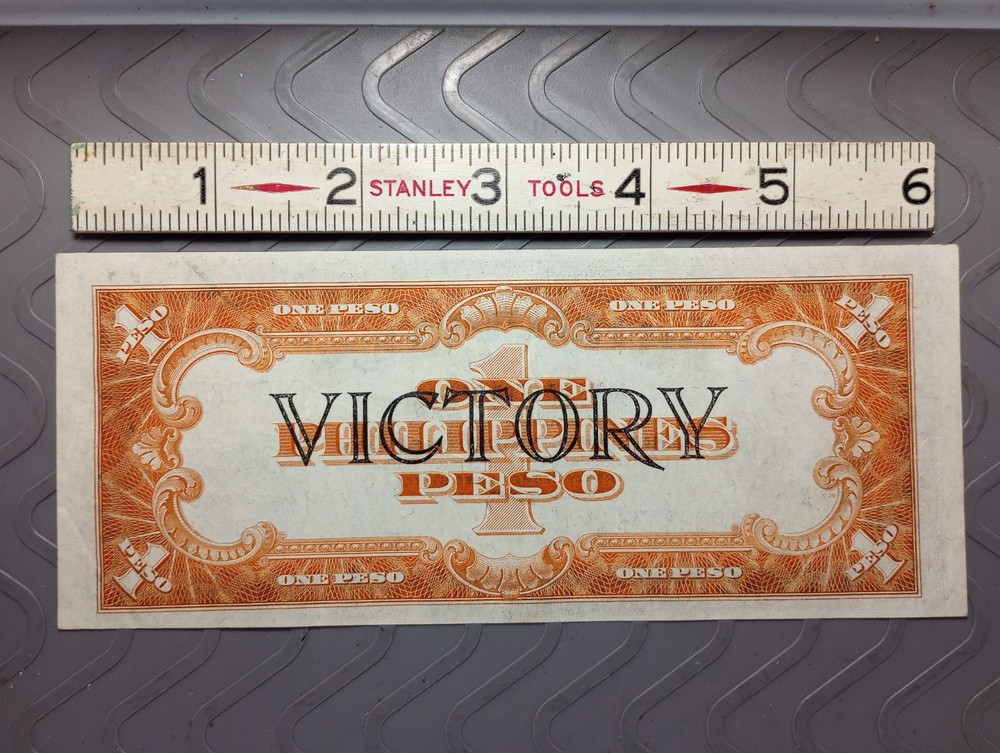 1 2 STANLEY 3 TOOLS 4 5 6
1 PESO ONE PESO ONE PESO 1 PESO
1
ONE
VICTORY
PHILIPPINES
PESO
1 PESO ONE PESO ONE PESO 1 PESO